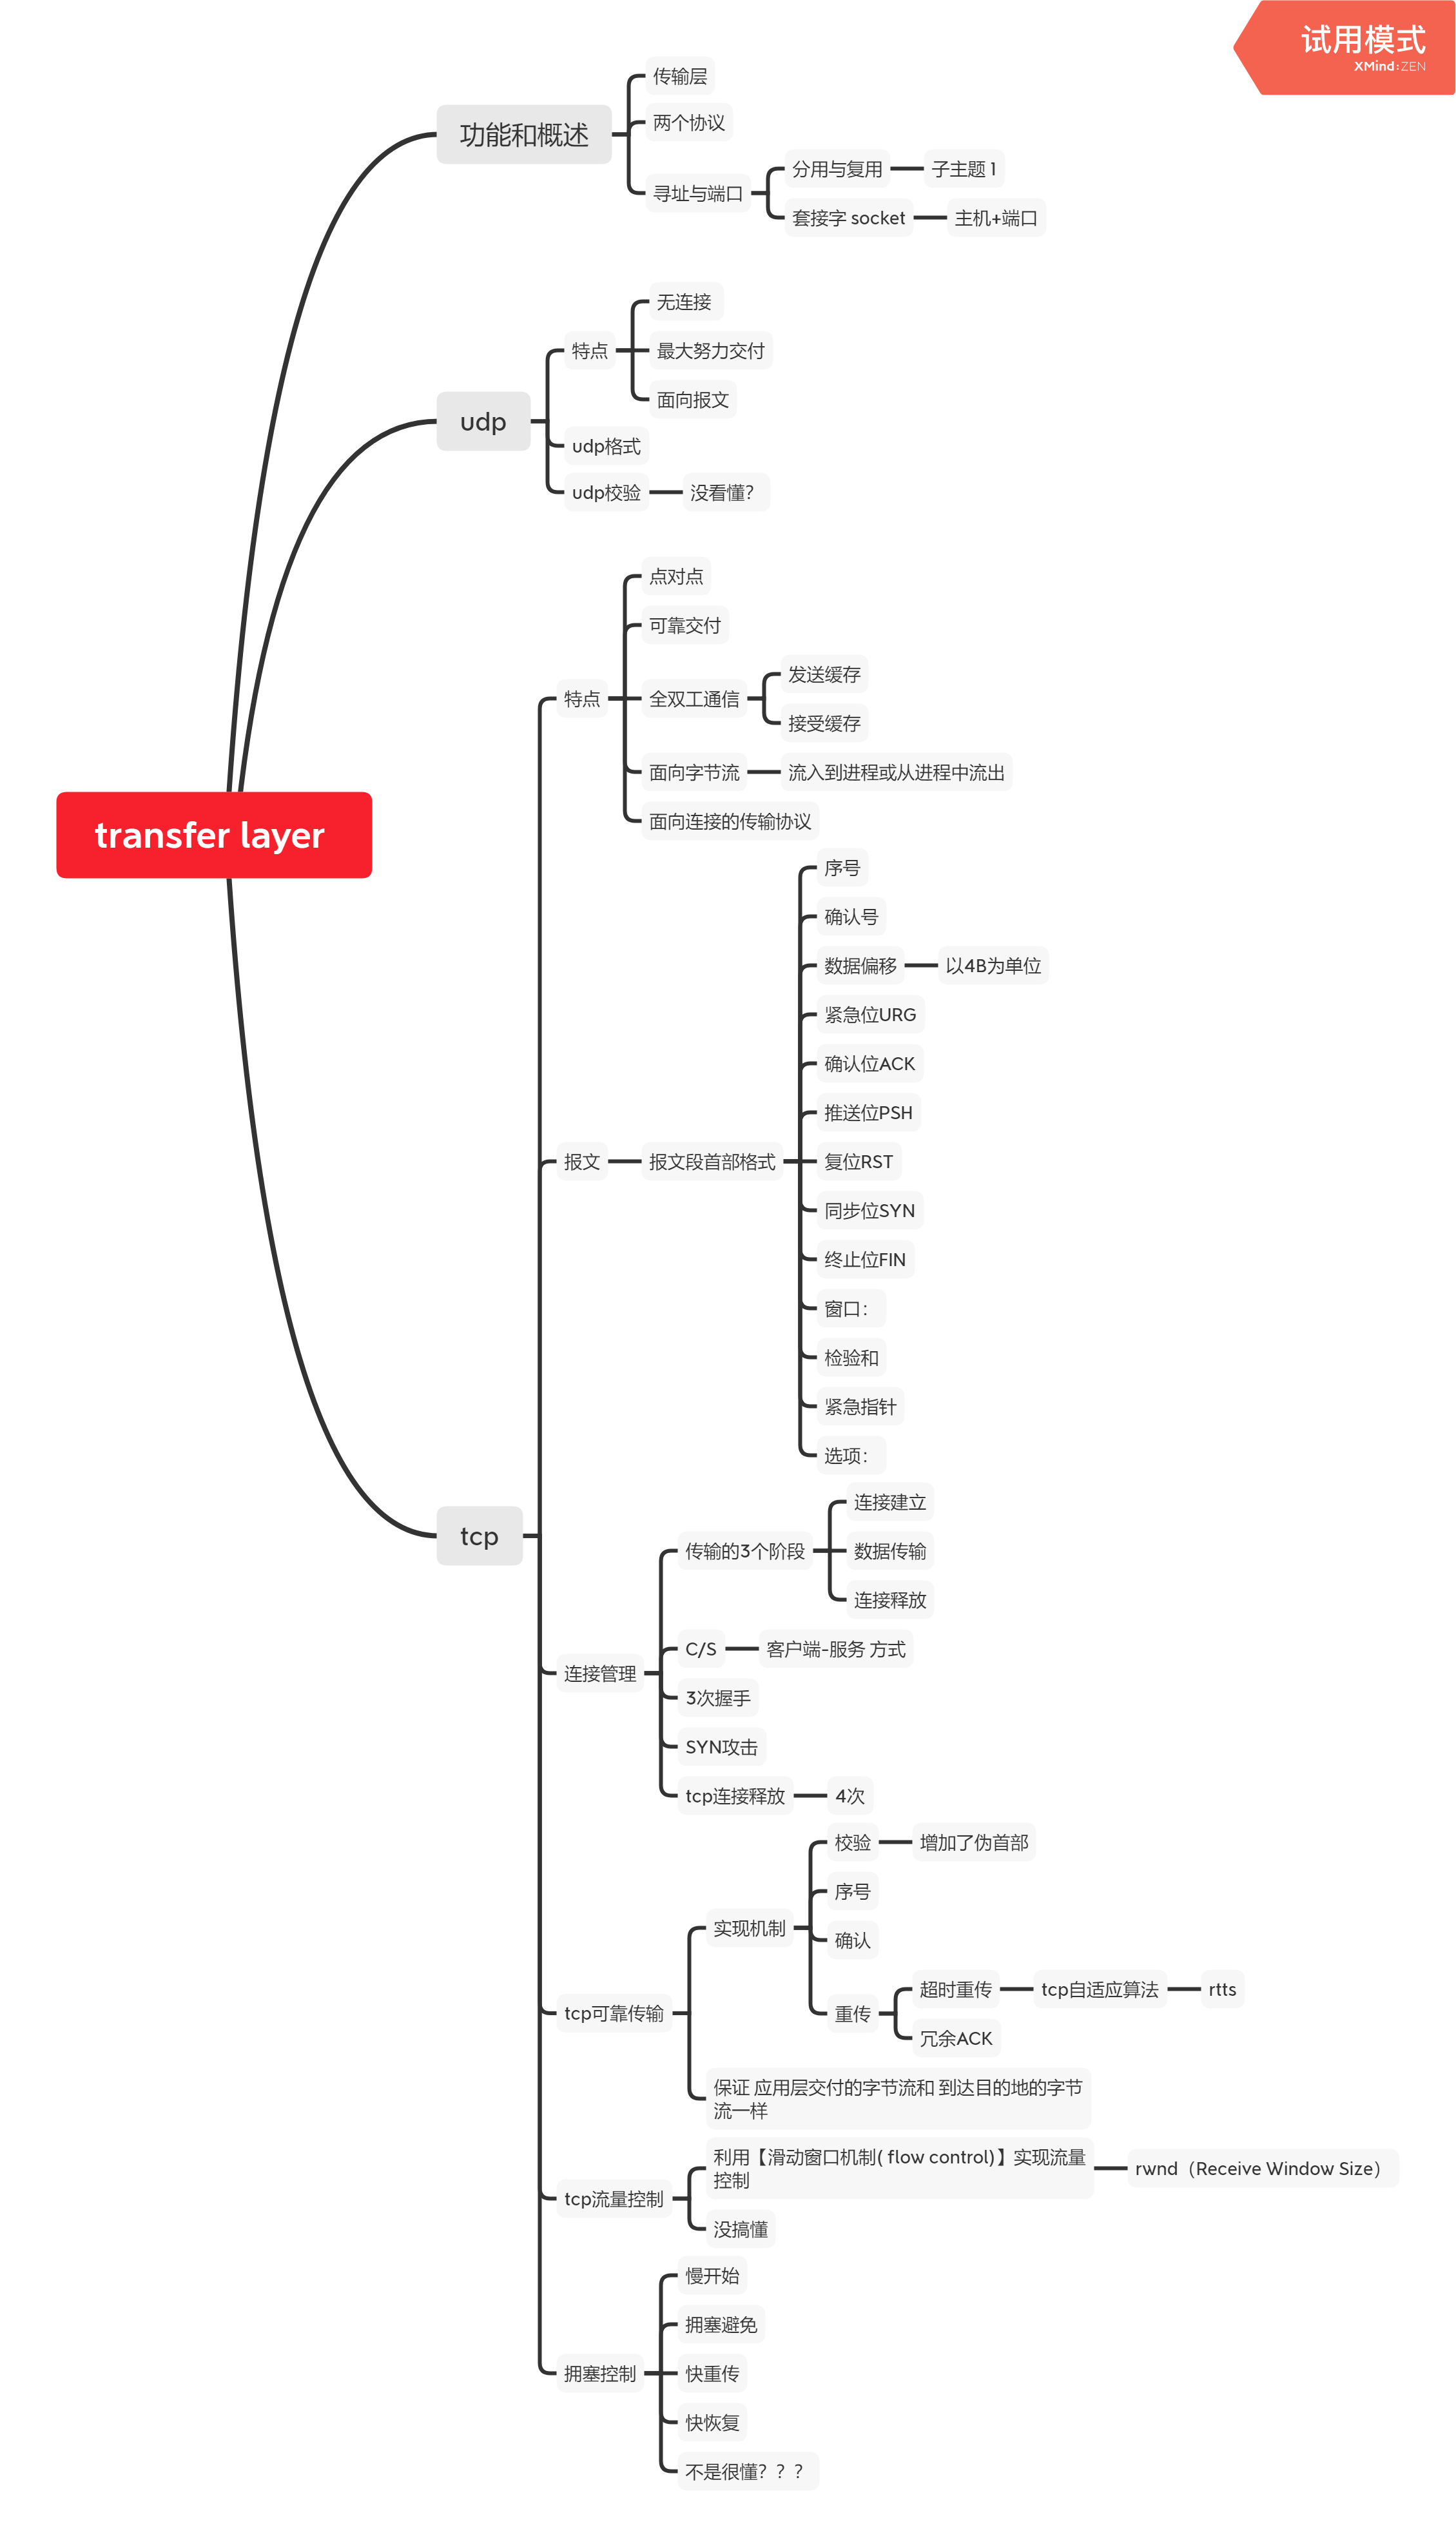 试用模式
XMind:ZEN
transfer layer
功能和概述
传输层
两个协议
寻址与端口
分用与复用
子主题 1
套接字 socket
主机+端口
udp
特点
无连接
最大努力交付
面向报文
udp格式
udp校验
没看懂？
tcp
特点
点对点
可靠交付
全双工通信
发送缓存
接受缓存
面向字节流
流入到进程或从进程中流出
面向连接的传输协议
报文
报文段首部格式
序号
确认号
数据偏移
以4B为单位
紧急位URG
确认位ACK
推送位PSH
复位RST
同步位SYN
终止位FIN
窗口：
检验和
紧急指针
选项：
连接管理
传输的3个阶段
连接建立
数据传输
连接释放
C/S
客户端-服务 方式
3次握手
SYN攻击
tcp连接释放
4次
tcp可靠传输
实现机制
校验
增加了伪首部
序号
确认
重传
超时重传
tcp自适应算法
rtts
冗余ACK
保证 应用层交付的字节流和 到达目的地的字节
流一样
tcp流量控制
利用【滑动窗口机制( flow control)】实现流量
控制
rwnd（Receive Window Size）
没搞懂
拥塞控制
慢开始
拥塞避免
快重传
快恢复
不是很懂？？？